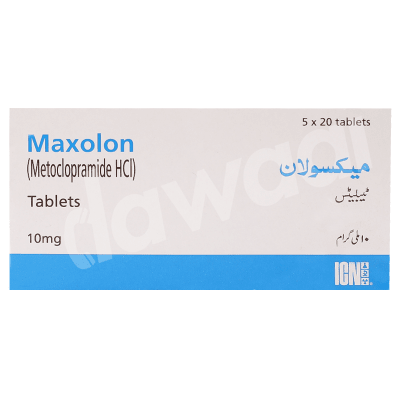 5 x 20 tablets
Maxolon
(Metoclopramide HCl)
میکسولان
Tablets
ٹیبلیٹس
10mg
۱۰ ملی گرام
ICN